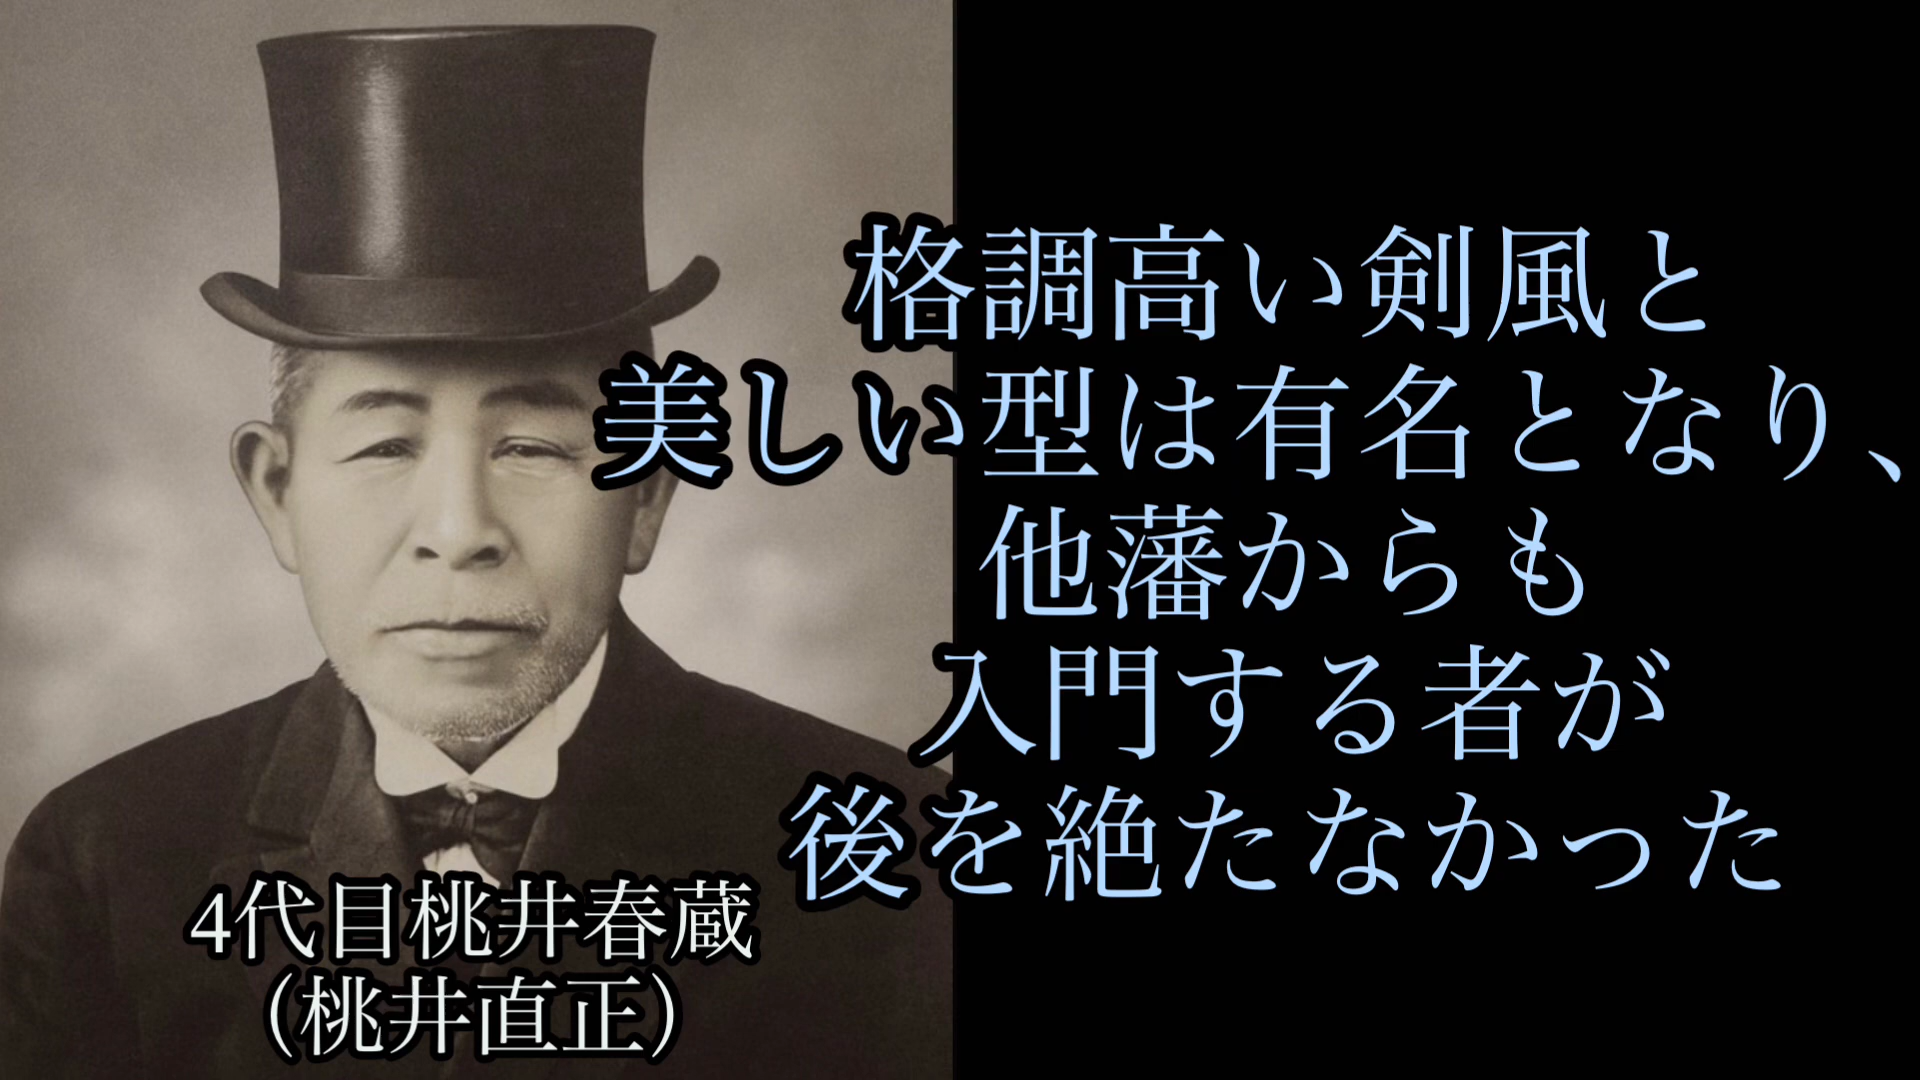 格調高い剣風と
美しい型は有名となり、
他藩からも
入門する者が
後を絶たなかった
4代目桃井春蔵
（桃井直正）